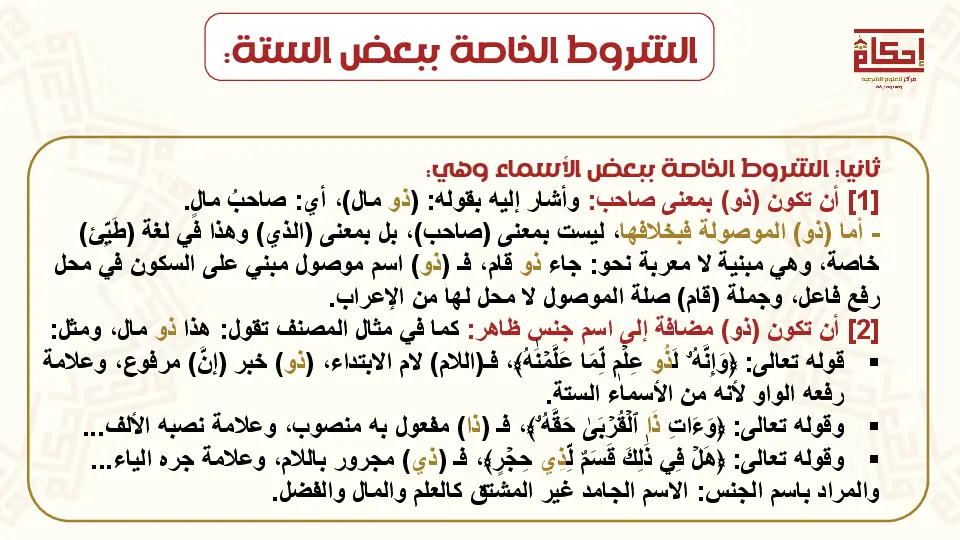 الشروط الخاصة ببعض الستة:
إحكام
مركز للعلوم الشرعية
ثانيا: الشروط الخاصة ببعض الأسماء وهي:
[1] أن تكون (ذو) بمعنى صاحب: وأشار إليه بقوله: (ذو مال)، أي: صاحبُ مالٍ.
- أما (ذو) الموصولة فبخلافها، ليست بمعنى (صاحب)، بل بمعنى (الذي) وهذا في لغة (طَيِّئ)
خاصة، وهي مبنية لا معربة نحو: جاء ذو قام، فـ (ذو) اسم موصول مبني على السكون في محل
رفع فاعل، وجملة (قام) صلة الموصول لا محل لها من الإعراب.
[2] أن تكون (ذو) مضافة إلى اسم جنس ظاهر: كما في مثال المصنف تقول: هذا ذو مال، ومثل:
▪ قوله تعالى: ﴿وَإِنَّهُۥ لَذُو عِلۡمٖ لِّمَا عَلَّمۡنَٰهُ﴾، فـ(اللام) لام الابتداء، (ذو) خبر (إنَّ) مرفوع، وعلامة
رفعه الواو لأنه من الأسماء الستة.
▪ وقوله تعالى: ﴿وَءَاتِ ذَا ٱلۡقُرۡبَىٰ حَقَّهُۥ﴾، فـ (ذا) مفعول به منصوب، وعلامة نصبه الألف...
▪ وقوله تعالى: ﴿هَلۡ فِي ذَٰلِكَ قَسَمٞ لِّذِي حِجۡرٍ﴾، فـ (ذي) مجرور باللام، وعلامة جره الياء...
والمراد باسم الجنس: الاسم الجامد غير المشتق كالعلم والمال والفضل.